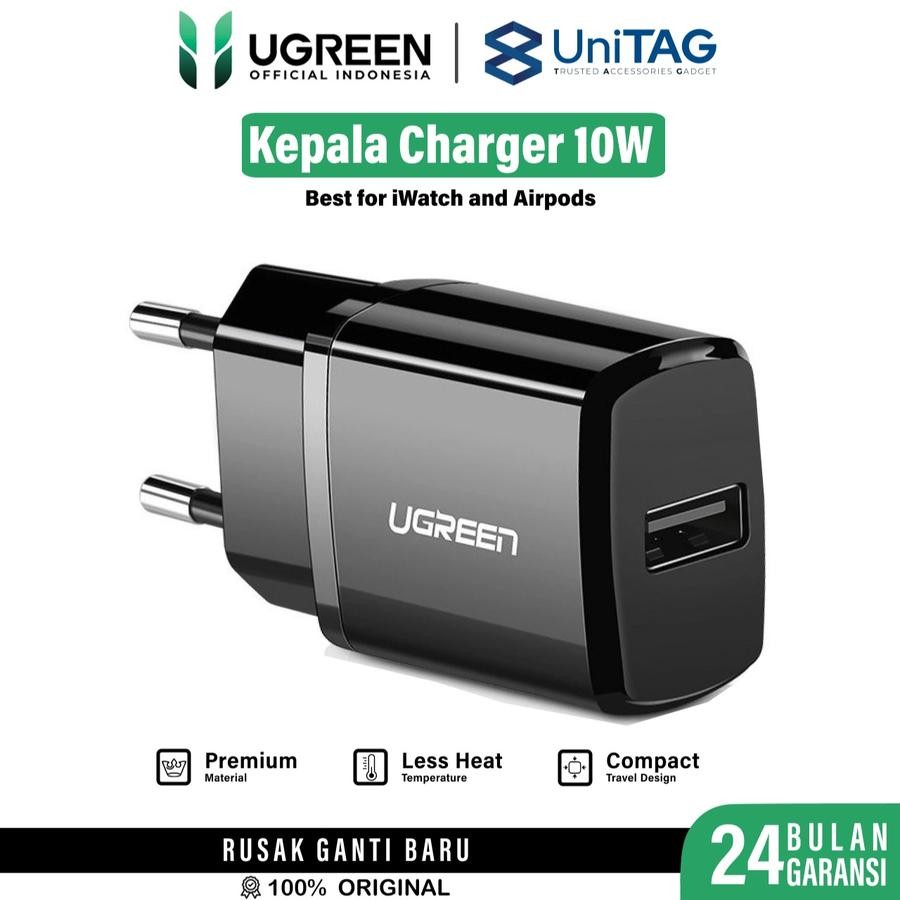 UGREEN
OFFICIAL INDONESIA
UniTAG
TRUSTED ACCESSORIES GADGET
Kepala Charger 10W
Best for iWatch and Airpods
UGREEN
Premium
Material
Less Heat
Temperature
Compact
Travel Design
RUSAK GANTI BARU
100% ORIGINAL
24 BULAN
GARANSI